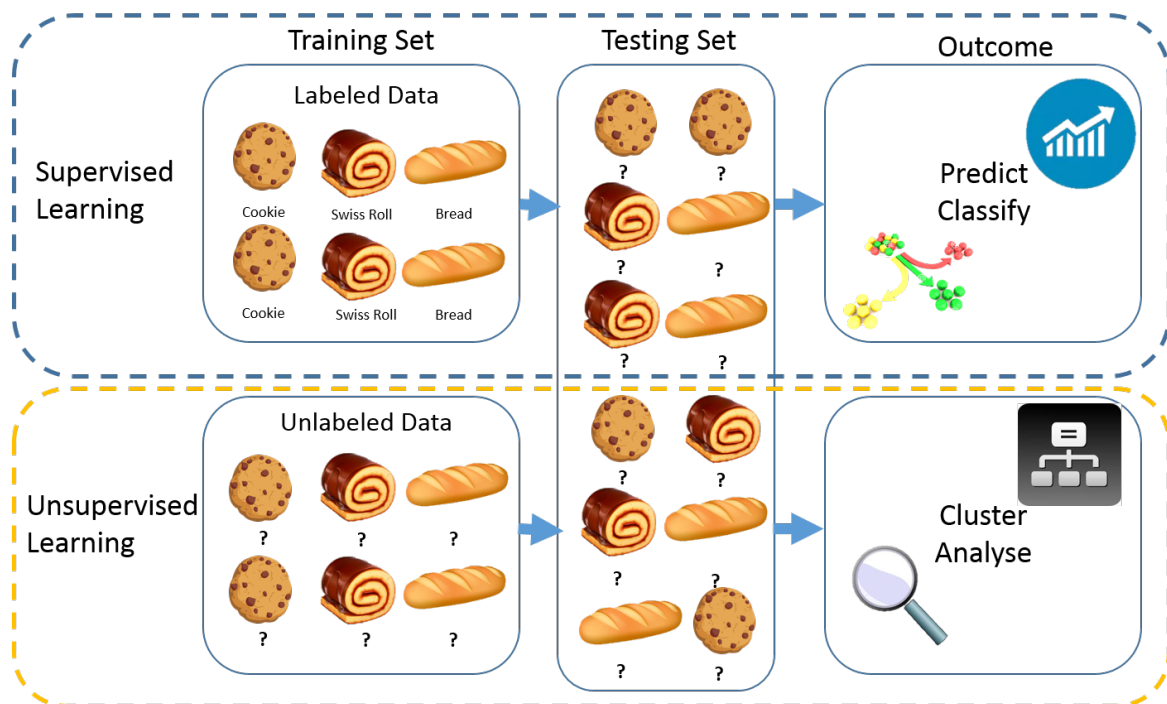 Training Set
Testing Set
Outcome
Supervised
Learning
Labeled Data
Cookie
Swiss Roll
Bread
Cookie
Swiss Roll
Bread
? ?
? ?
? ?
Predict
Classify
Unsupervised
Learning
Unlabeled Data
? ? ?
? ? ?
? ?
? ?
? ?
=
Cluster
Analyse